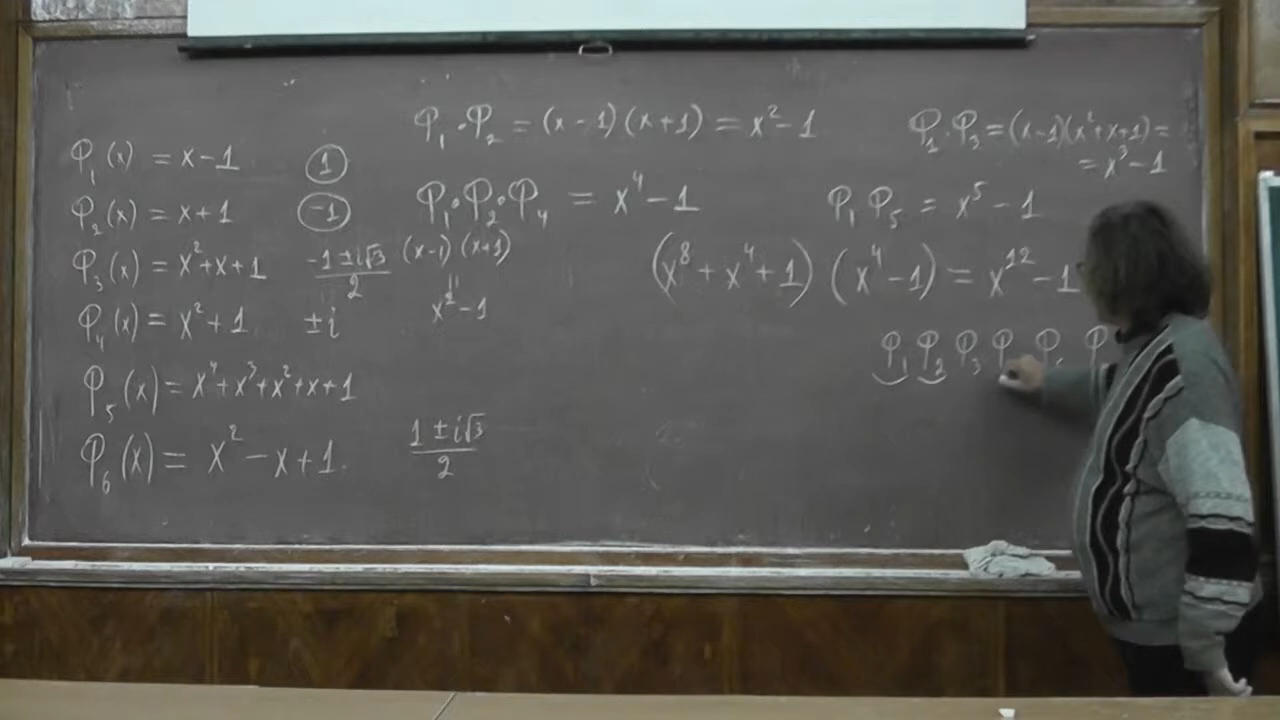 φ₁(x) = x-1 ①
φ₂(x) = x+1 (-1)
φ₃(x) = x²+x+1 (-1±i√3)/2
φ₄(x) = x²+1 ±i
φ₅(x) = x⁴+x³+x²+x+1
φ₆(x) = x²-x+1. (1±i√3)/2
φ₁·φ₂ = (x-1)(x+1) = x²-1
φ₁·φ₂·φ₄ = x⁴-1
(x-1)(x+1)
=
x²-1
φ₁·φ₃ = (x-1)(x²+x+1) =
= x³-1
φ₁ φ₅ = x⁵-1
(x⁸+x⁴+1)(x⁴-1) = x¹²-1
φ₁ φ₂ φ₃ φ φ φ